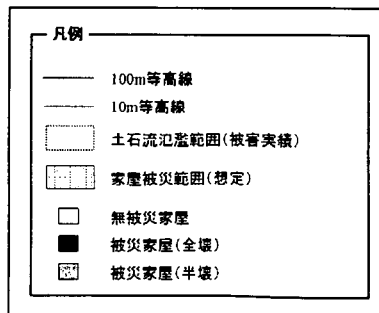 凡例
100m等高線
10m等高線
土石流氾濫範囲(被害実績)
家屋被災範囲(想定)
無被災家屋
被災家屋(全壊)
被災家屋(半壊)